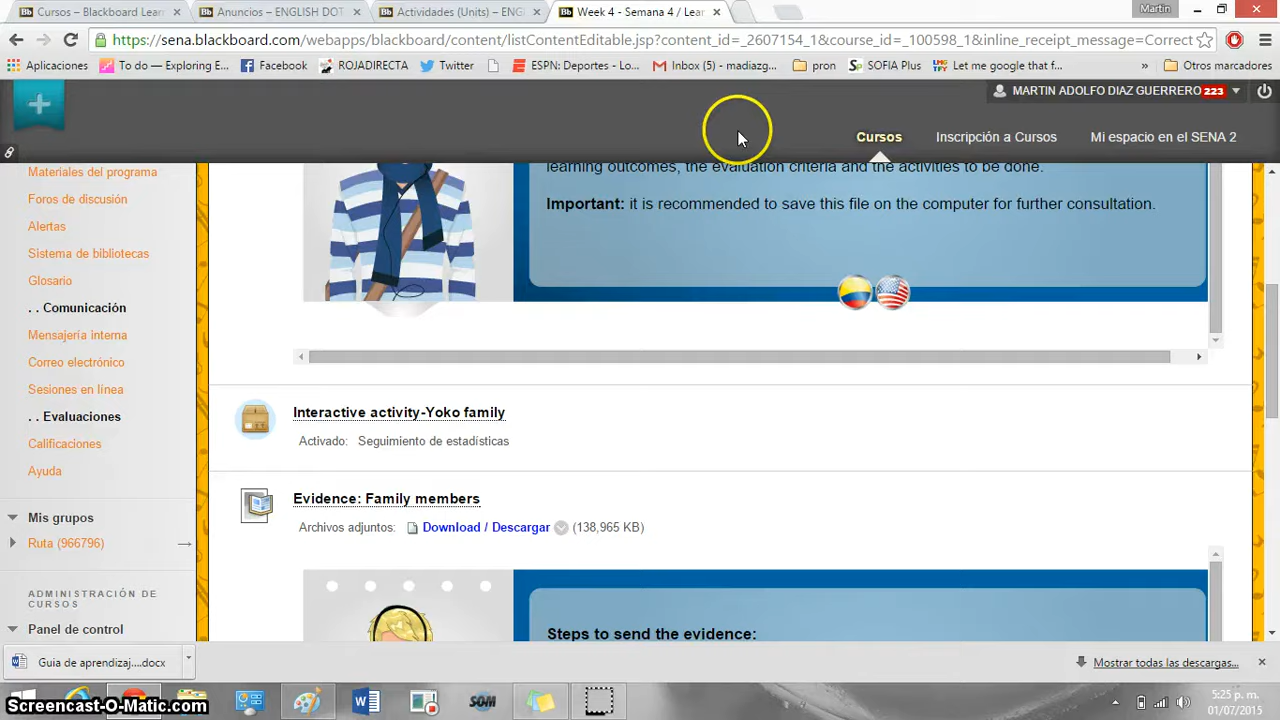 Cursos – Blackboard Lear
Anuncios – ENGLISH DOT
Actividades (Units) – ENG
Week 4 - Semana 4 / Lear
Martin
https://sena.blackboard.com/webapps/blackboard/content/listContentEditable.jsp?content_id=_2607154_1&course_id=_100598_1&inline_receipt_message=Correct
Aplicaciones
To do — Exploring E...
Facebook
ROJADIRECTA
Twitter
ESPN: Deportes - Lo...
Inbox (5) - madiazg...
pron
SOFIA Plus
Let me google that f...
»
Otros marcadores
MARTIN ADOLFO DIAZ GUERRERO 223
Cursos
Inscripción a Cursos
Mi espacio en el SENA 2
Materiales del programa
Foros de discusión
Alertas
Sistema de bibliotecas
Glosario
. . Comunicación
Mensajería interna
Correo electrónico
Sesiones en línea
. . Evaluaciones
Calificaciones
Ayuda
Mis grupos
Ruta (966796)
ADMINISTRACIÓN DE
CURSOS
Panel de control
learning outcomes, the evaluation criteria and the activities to be done.
Important: it is recommended to save this file on the computer for further consultation.
Interactive activity-Yoko family
Activado: Seguimiento de estadísticas
Evidence: Family members
Archivos adjuntos: Download / Descargar (138,965 KB)
Steps to send the evidence:
Guia de aprendizaj....docx
Mostrar todas las descargas...
Screencast-O-Matic.com
SOM
5:25 p. m.
01/07/2015